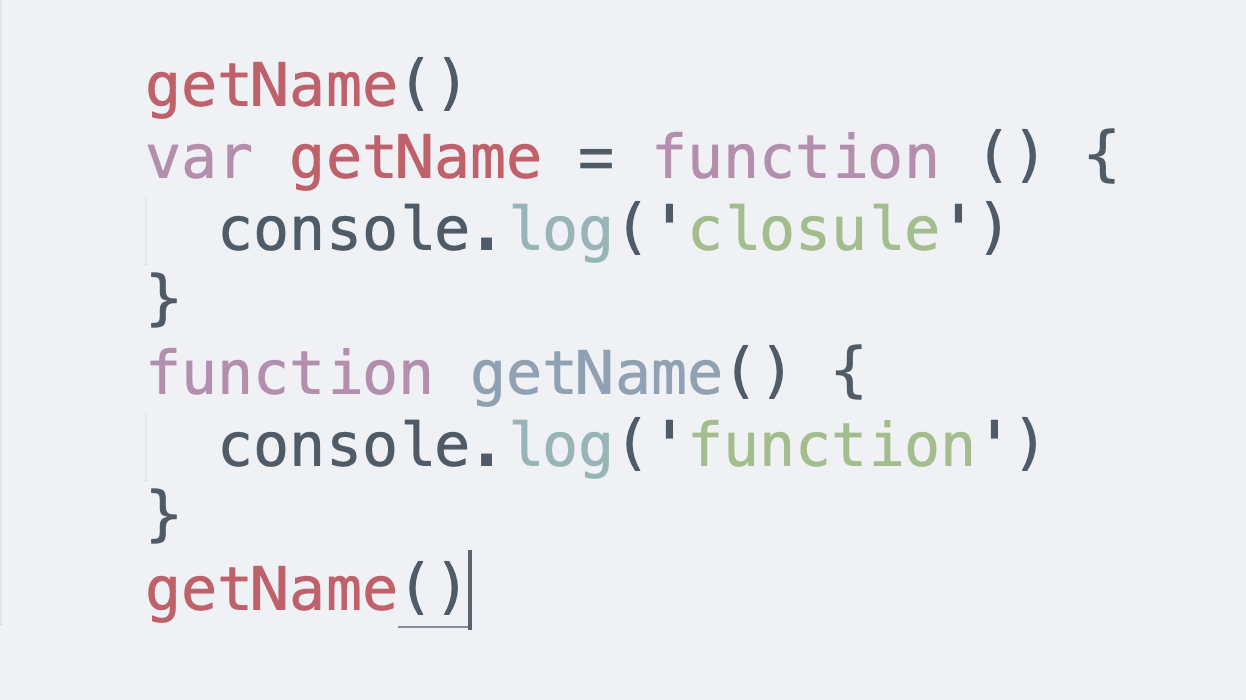 getName()
var getName = function () {
  console.log('closule')
}
function getName() {
  console.log('function')
}
getName()